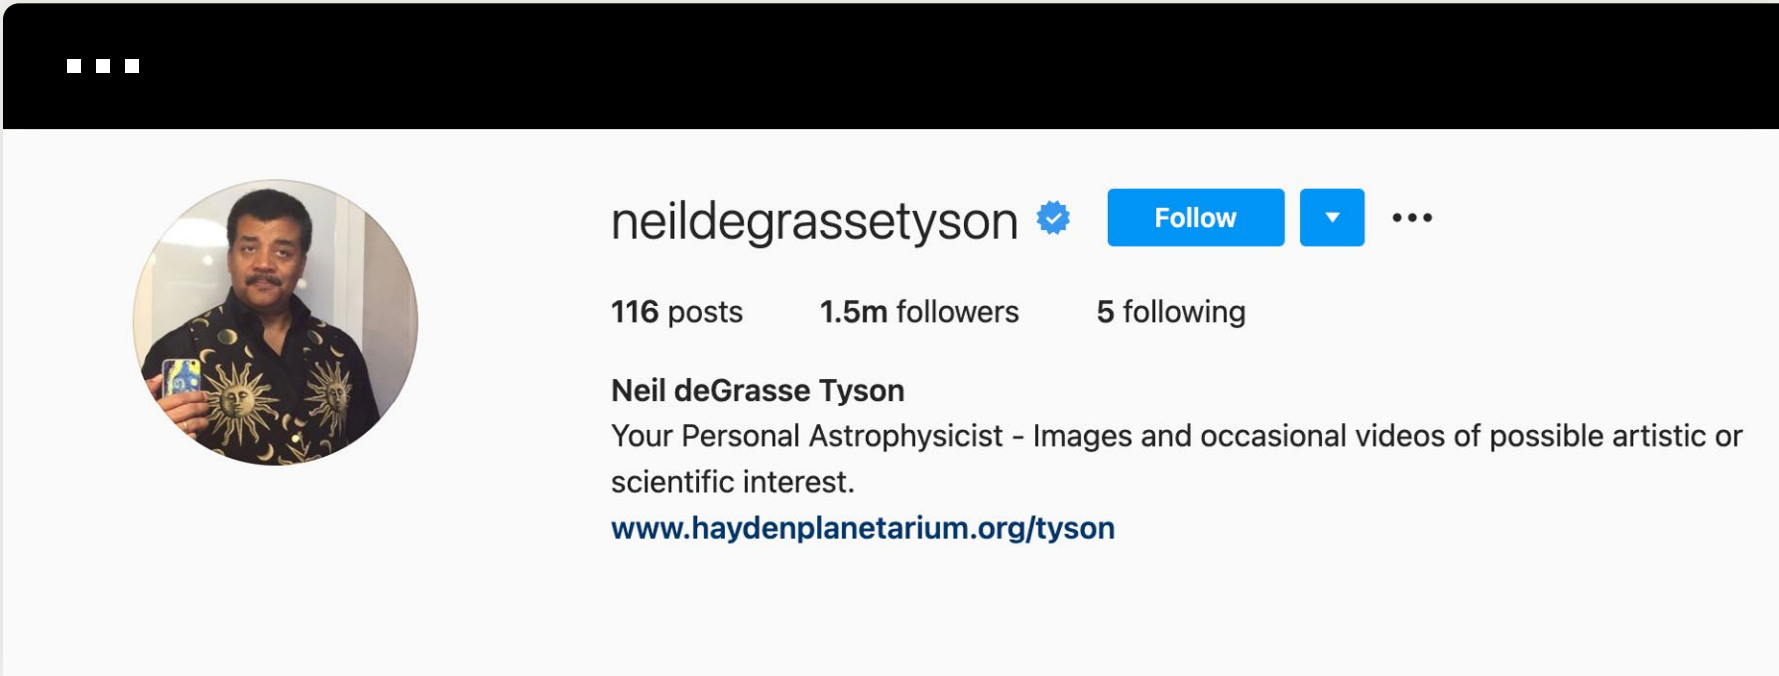 neildegrassetyson Follow
116 posts 1.5m followers 5 following
Neil deGrasse Tyson
Your Personal Astrophysicist - Images and occasional videos of possible artistic or
scientific interest.
www.haydenplanetarium.org/tyson